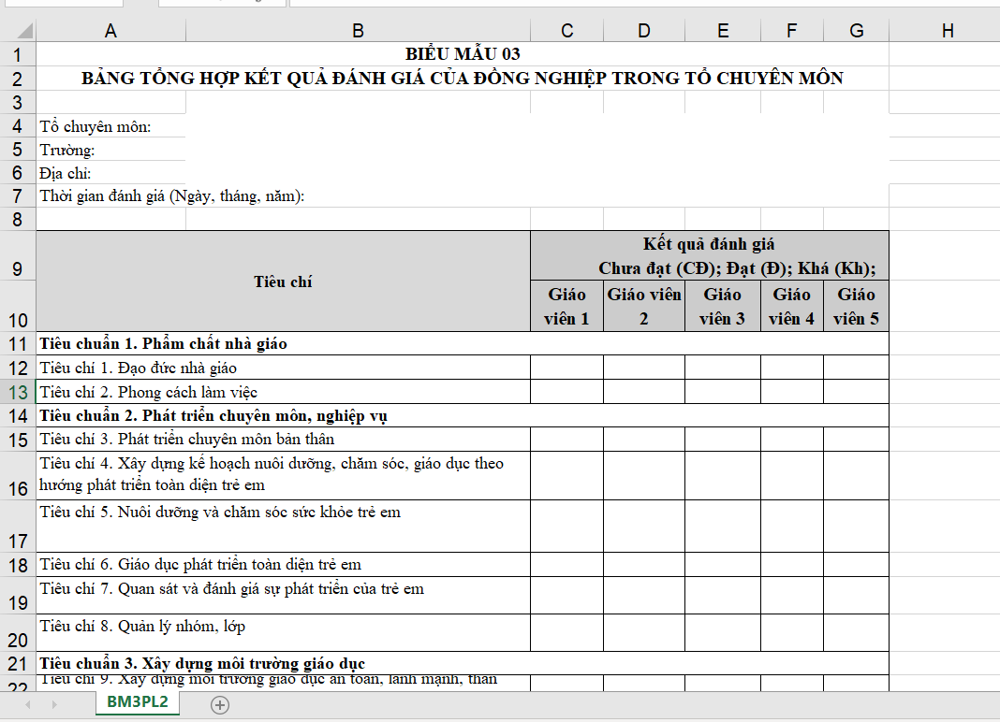 A B C D E F G H
1 BIỂU MẪU 03
2 BẢNG TỔNG HỢP KẾT QUẢ ĐÁNH GIÁ CỦA ĐỒNG NGHIỆP TRONG TỔ CHUYÊN MÔN
3
4 Tổ chuyên môn:
5 Trường:
6 Địa chỉ:
7 Thời gian đánh giá (Ngày, tháng, năm):
8
Kết quả đánh giá
9 Chưa đạt (CĐ); Đạt (Đ); Khá (Kh);
Tiêu chí
Giáo Giáo viên Giáo Giáo Giáo
10 viên 1 2 viên 3 viên 4 viên 5
11 Tiêu chuẩn 1. Phẩm chất nhà giáo
12 Tiêu chí 1. Đạo đức nhà giáo
13 Tiêu chí 2. Phong cách làm việc
14 Tiêu chuẩn 2. Phát triển chuyên môn, nghiệp vụ
15 Tiêu chí 3. Phát triển chuyên môn bản thân
Tiêu chí 4. Xây dựng kế hoạch nuôi dưỡng, chăm sóc, giáo dục theo
16 hướng phát triển toàn diện trẻ em
Tiêu chí 5. Nuôi dưỡng và chăm sóc sức khỏe trẻ em
17
18 Tiêu chí 6. Giáo dục phát triển toàn diện trẻ em
Tiêu chí 7. Quan sát và đánh giá sự phát triển của trẻ em
19
Tiêu chí 8. Quản lý nhóm, lớp
20
21 Tiêu chuẩn 3. Xây dựng môi trường giáo dục
22 Tiêu chí 9. Xây dựng môi trường giáo dục an toàn, lành mạnh, thân
BM3PL2